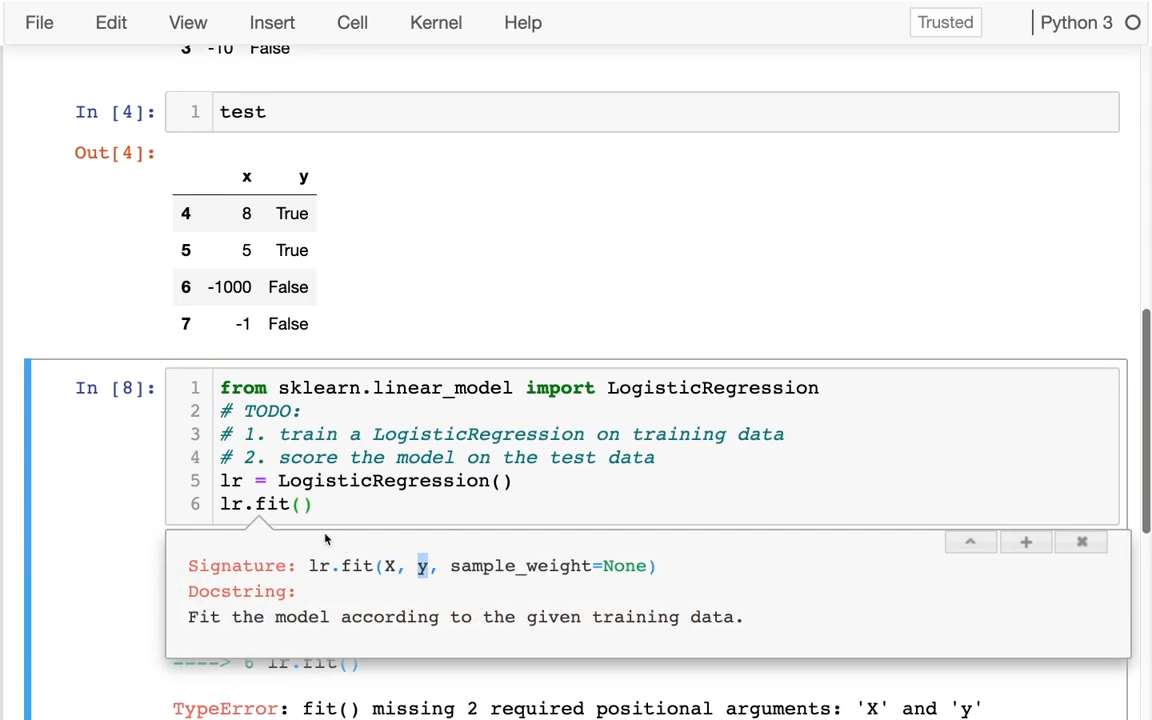 File Edit View Insert Cell Kernel Help Trusted Python 3
3 -10 False
In [4]: 1 test
Out[4]:
x y
4 8 True
5 5 True
6 -1000 False
7 -1 False
In [8]: 1 from sklearn.linear_model import LogisticRegression
2 # TODO:
3 # 1. train a LogisticRegression on training data
4 # 2. score the model on the test data
5 lr = LogisticRegression()
6 lr.fit()
Signature: lr.fit(X, y, sample_weight=None)
Docstring:
Fit the model according to the given training data.
----> 6 lr.fit()
TypeError: fit() missing 2 required positional arguments: 'X' and 'y'